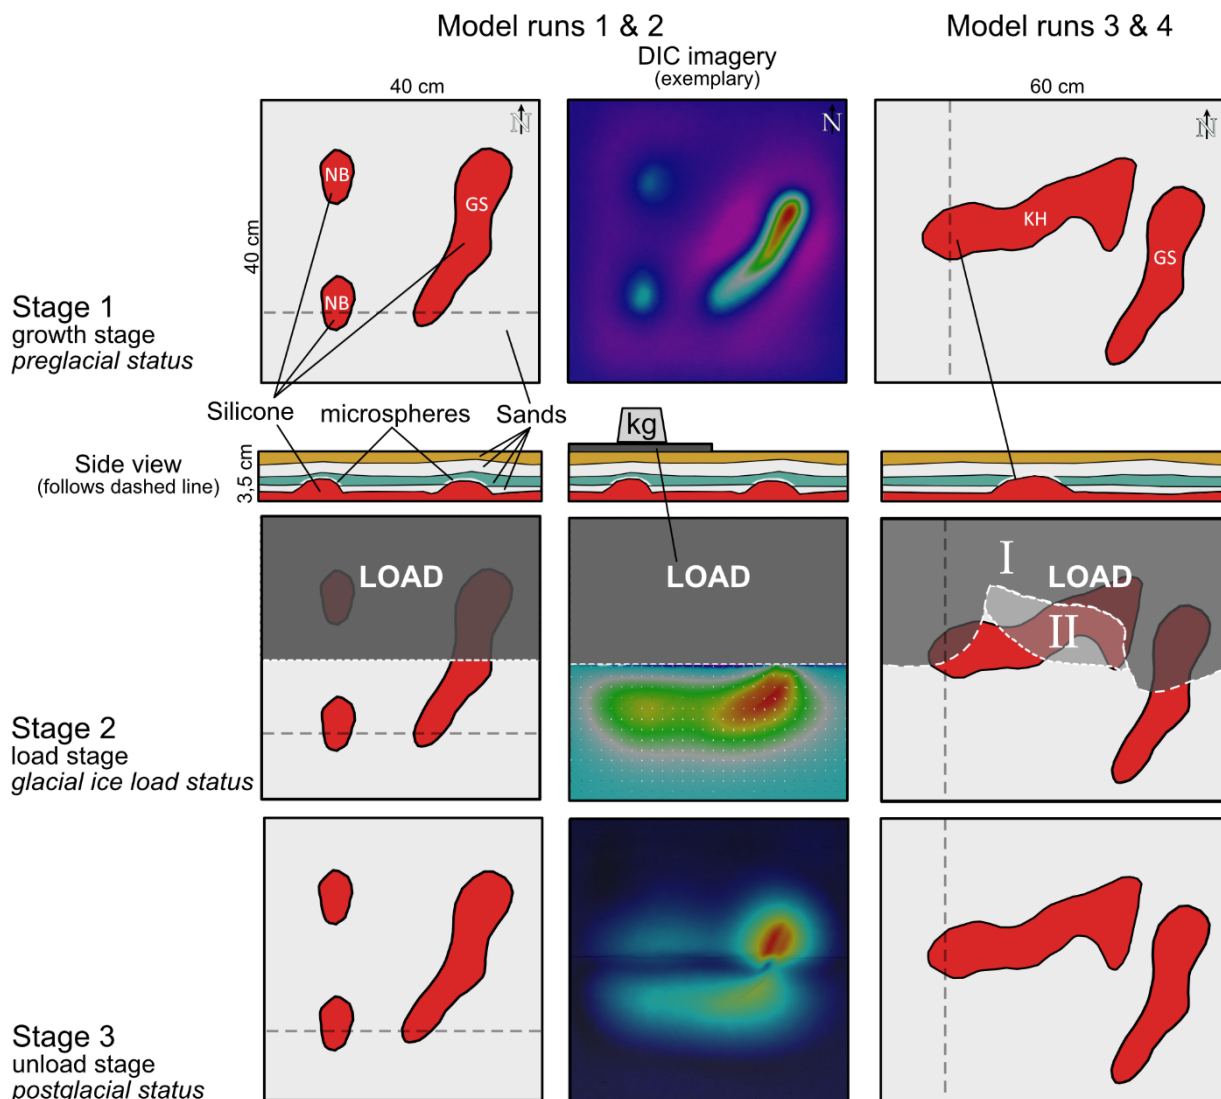 Model runs 1 & 2
Model runs 3 & 4
DIC imagery
(exemplary)
40 cm
60 cm
N
N
N
NB
GS
KH
GS
40 cm
NB
Stage 1
growth stage
preglacial status
Silicone
microspheres
Sands
kg
Side view
(follows dashed line)
3.5 cm
LOAD
LOAD
I
LOAD
II
Stage 2
load stage
glacial ice load status
Stage 3
unload stage
postglacial status